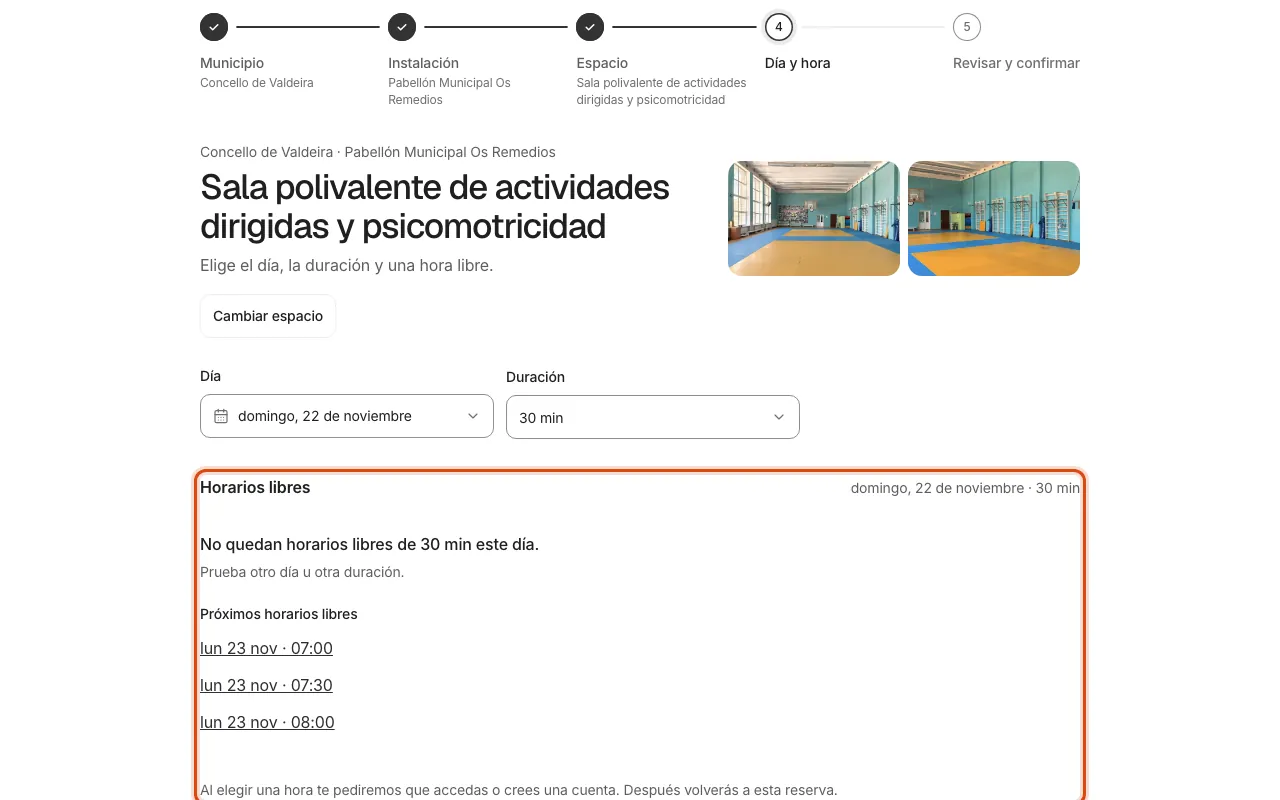 4
5
Municipio
Concello de Valdeira
Instalación
Pabellón Municipal Os
Remedios
Espacio
Sala polivalente de actividades
dirigidas y psicomotricidad
Día y hora
Revisar y confirmar
Concello de Valdeira · Pabellón Municipal Os Remedios
Sala polivalente de actividades
dirigidas y psicomotricidad
Elige el día, la duración y una hora libre.
Cambiar espacio
Día
domingo, 22 de noviembre
Duración
30 min
Horarios libres
domingo, 22 de noviembre · 30 min
No quedan horarios libres de 30 min este día.
Prueba otro día u otra duración.
Próximos horarios libres
lun 23 nov · 07:00
lun 23 nov · 07:30
lun 23 nov · 08:00
Al elegir una hora te pediremos que accedas o crees una cuenta. Después volverás a esta reserva.